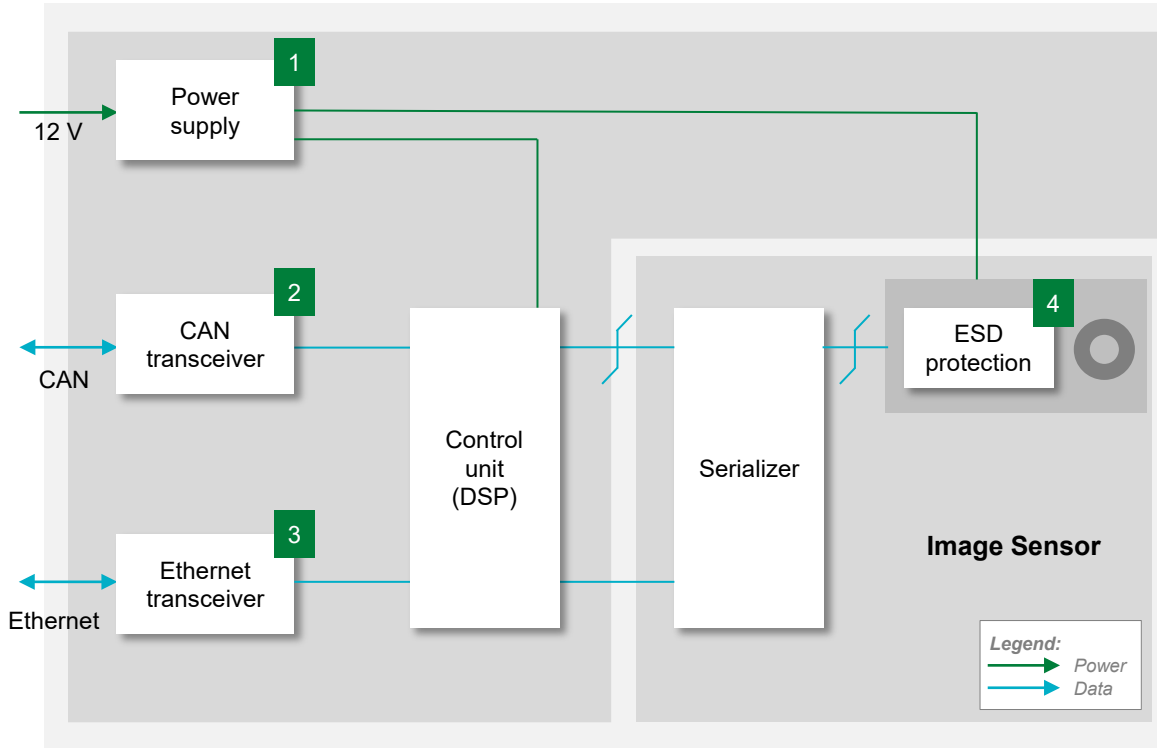 1
Power
supply
12 V
2
CAN
transceiver
CAN
4
ESD
protection
Control
unit
(DSP)
Serializer
3
Ethernet
transceiver
Ethernet
Image Sensor
Legend:
Power
Data